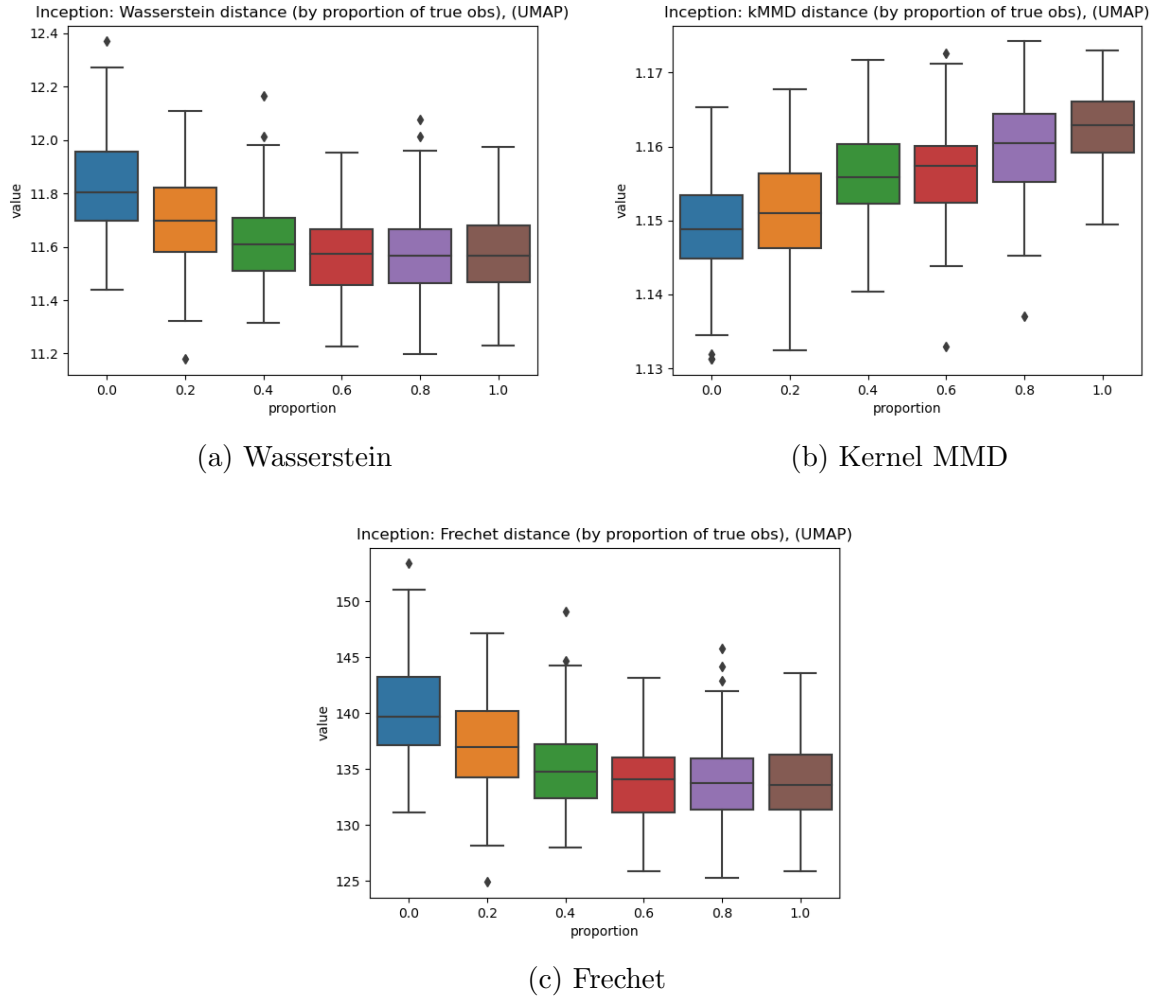 Inception: Wasserstein distance (by proportion of true obs), (UMAP)
12.4
12.2
12.0
11.8
11.6
11.4
11.2
value
0.0 0.2 0.4 0.6 0.8 1.0
proportion
(a) Wasserstein
Inception: kMMD distance (by proportion of true obs), (UMAP)
1.17
1.16
1.15
1.14
1.13
value
0.0 0.2 0.4 0.6 0.8 1.0
proportion
(b) Kernel MMD
Inception: Frechet distance (by proportion of true obs), (UMAP)
150
145
140
135
130
125
value
0.0 0.2 0.4 0.6 0.8 1.0
proportion
(c) Frechet